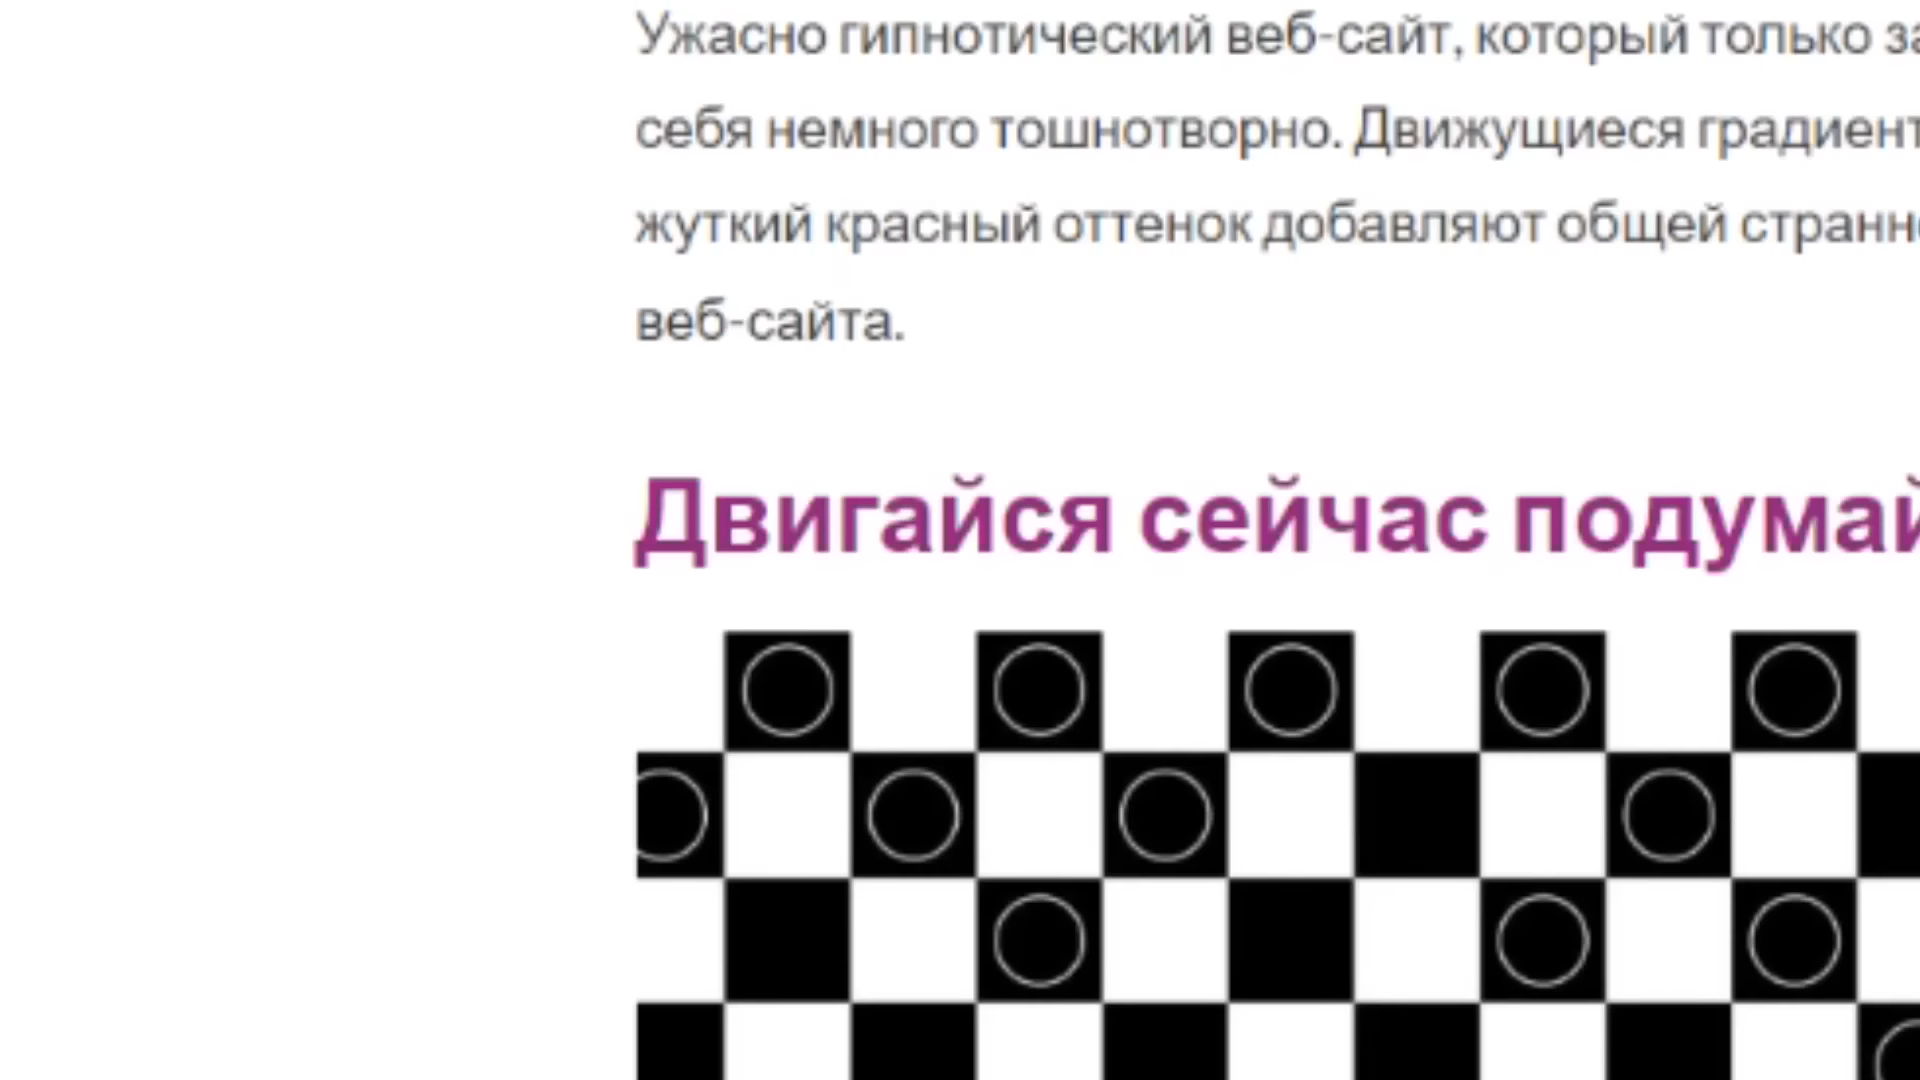 Ужасно гипнотический веб-сайт, который только за
себя немного тошнотворно. Движущиеся градиент
жуткий красный оттенок добавляют общей странно
веб-сайта.
Двигайся сейчас подумай